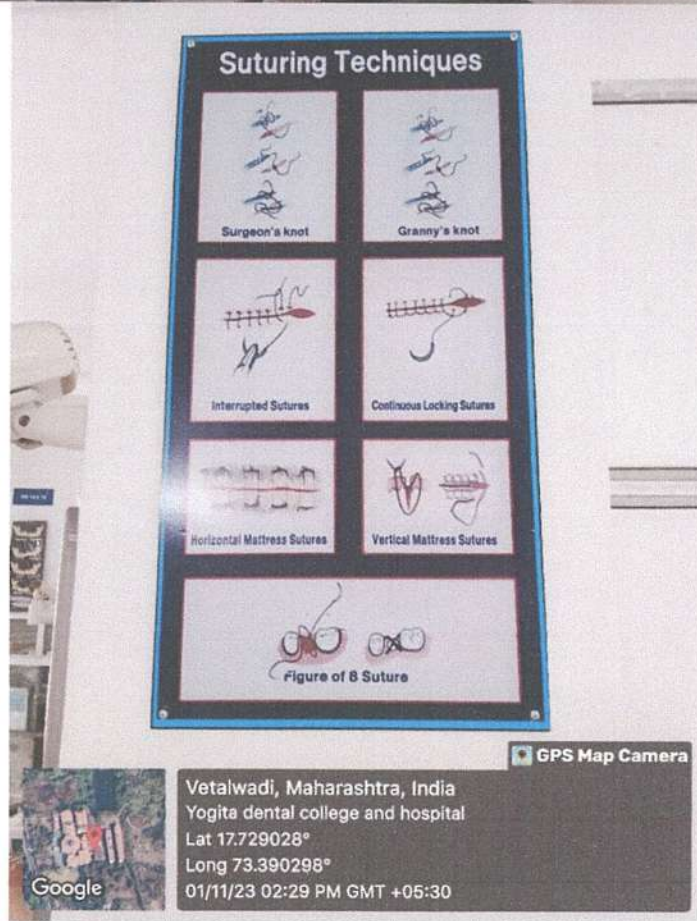 Suturing Techniques
Surgeon's knot
Granny's knot
Interrupted Sutures
Continuous Locking Sutures
Horizontal Mattress Sutures
Vertical Mattress Sutures
Figure of 8 Suture
GPS Map Camera
Vetalwadi, Maharashtra, India
Yogita dental college and hospital
Lat 17.729028°
Long 73.390298°
01/11/23 02:29 PM GMT +05:30
Google